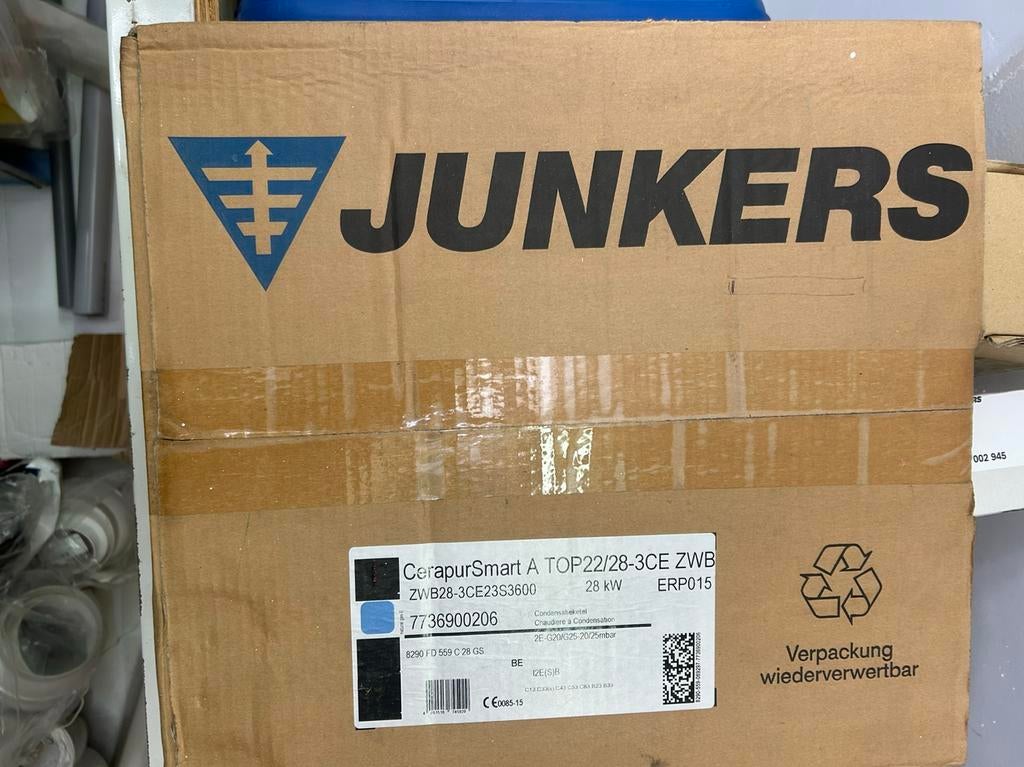 JUNKERS
RS
002 945
CerapurSmart A TOP22/28-3CE ZWB
ZWB28-3CE23S3600 28 kW ERP015
7736900206
Condensatieketel
Chaudière à Condensation
2E-G20/G25-20/25mbar
8290 FD 559 C 28 GS
BE
I2E(S)B
CE0085-15
Verpackung
wiederverwertbar